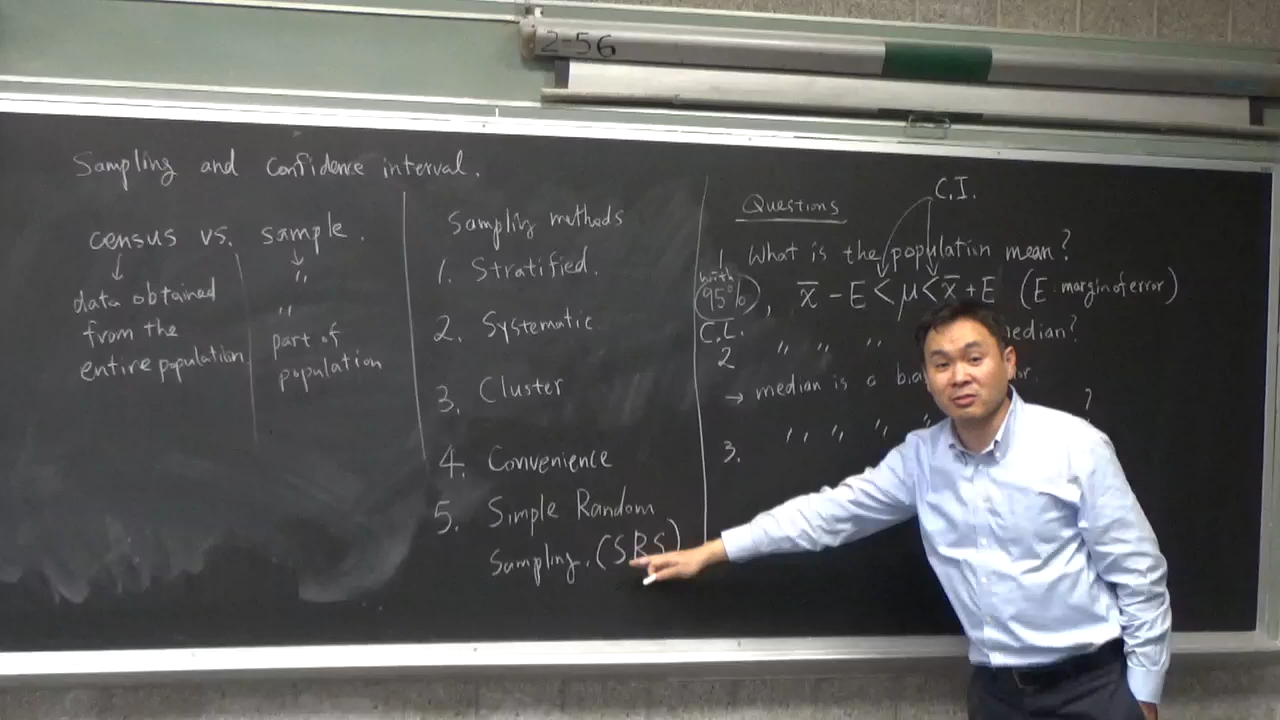 2-56
Sampling and Confidence interval.
census vs. sample.
↓
data obtained
from the
entire population
↓
"
"
part of
population
Sampling methods
1. Stratified.
2. Systematic.
3. Cluster
4. Convenience
5. Simple Random
Sampling. (SRS)
Questions
C.I.
1. What is the population mean?
with
95%, x̄ - E < μ < x̄ + E (E margin of error)
C.L.
2 " " " median?
→ median is a
3. " " " " ?